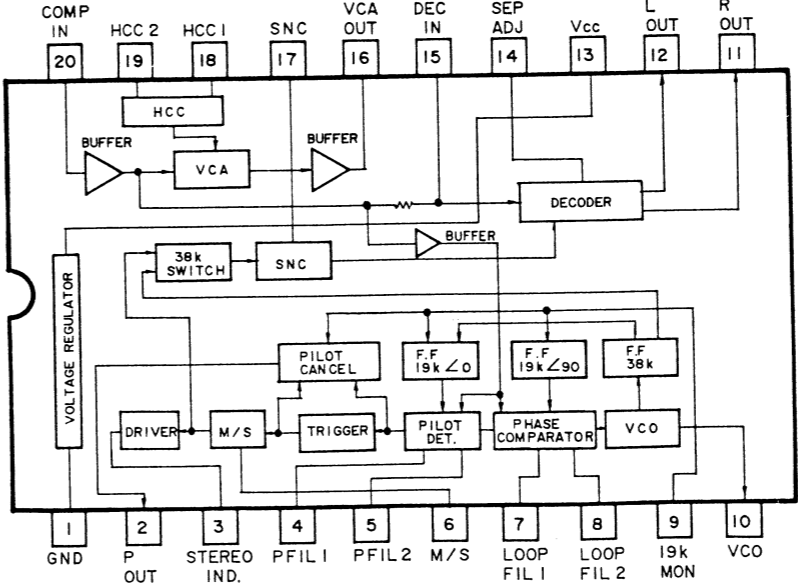 COMP IN
HCC 2
HCC 1
SNC
VCA OUT
DEC IN
SEP ADJ
Vcc
L OUT
R OUT
20
19
18
17
16
15
14
13
12
11
HCC
BUFFER
VCA
BUFFER
DECODER
BUFFER
38k SWITCH
SNC
VOLTAGE REGULATOR
PILOT CANCEL
F.F 19k∠0
F.F 19k∠90
F.F 38k
DRIVER
M/S
TRIGGER
PILOT DET.
PHASE COMPARATOR
VCO
1
2
3
4
5
6
7
8
9
10
GND
P OUT
STEREO IND.
PFIL 1
PFIL 2
M/S
LOOP FIL 1
LOOP FIL 2
19k MON
VCO